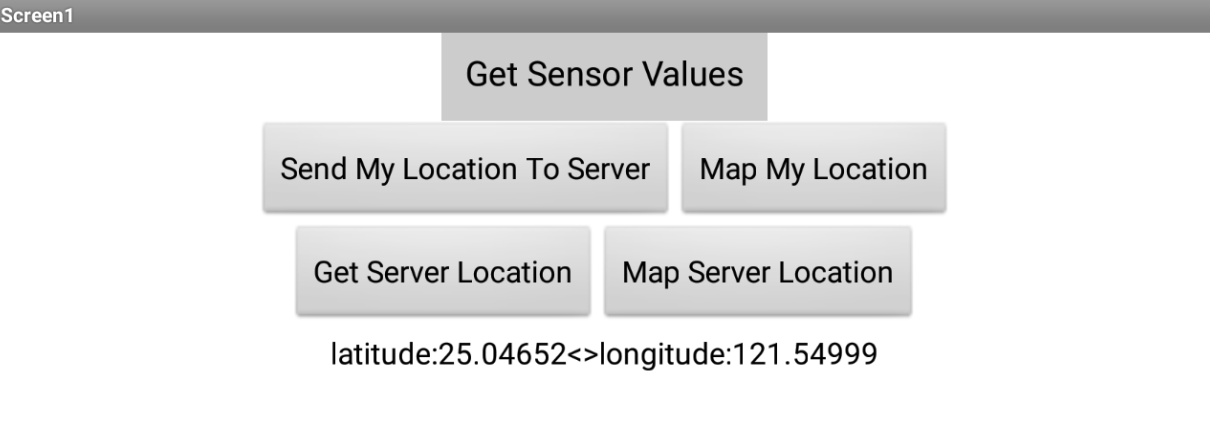 Screen1
Get Sensor Values
Send My Location To Server
Map My Location
Get Server Location
Map Server Location
latitude:25.04652<>longitude:121.54999